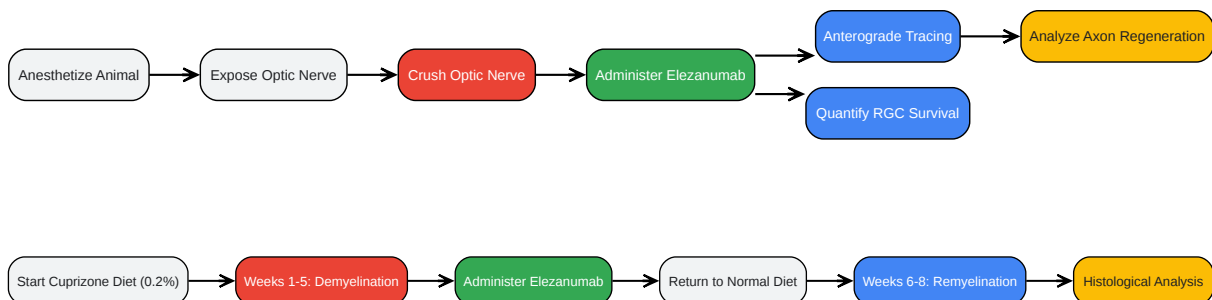 Anesthetize Animal
Expose Optic Nerve
Crush Optic Nerve
Administer Elezanumab
Anterograde Tracing
Analyze Axon Regeneration
Quantify RGC Survival
Start Cuprizone Diet (0.2%)
Weeks 1-5: Demyelination
Administer Elezanumab
Return to Normal Diet
Weeks 6-8: Remyelination
Histological Analysis